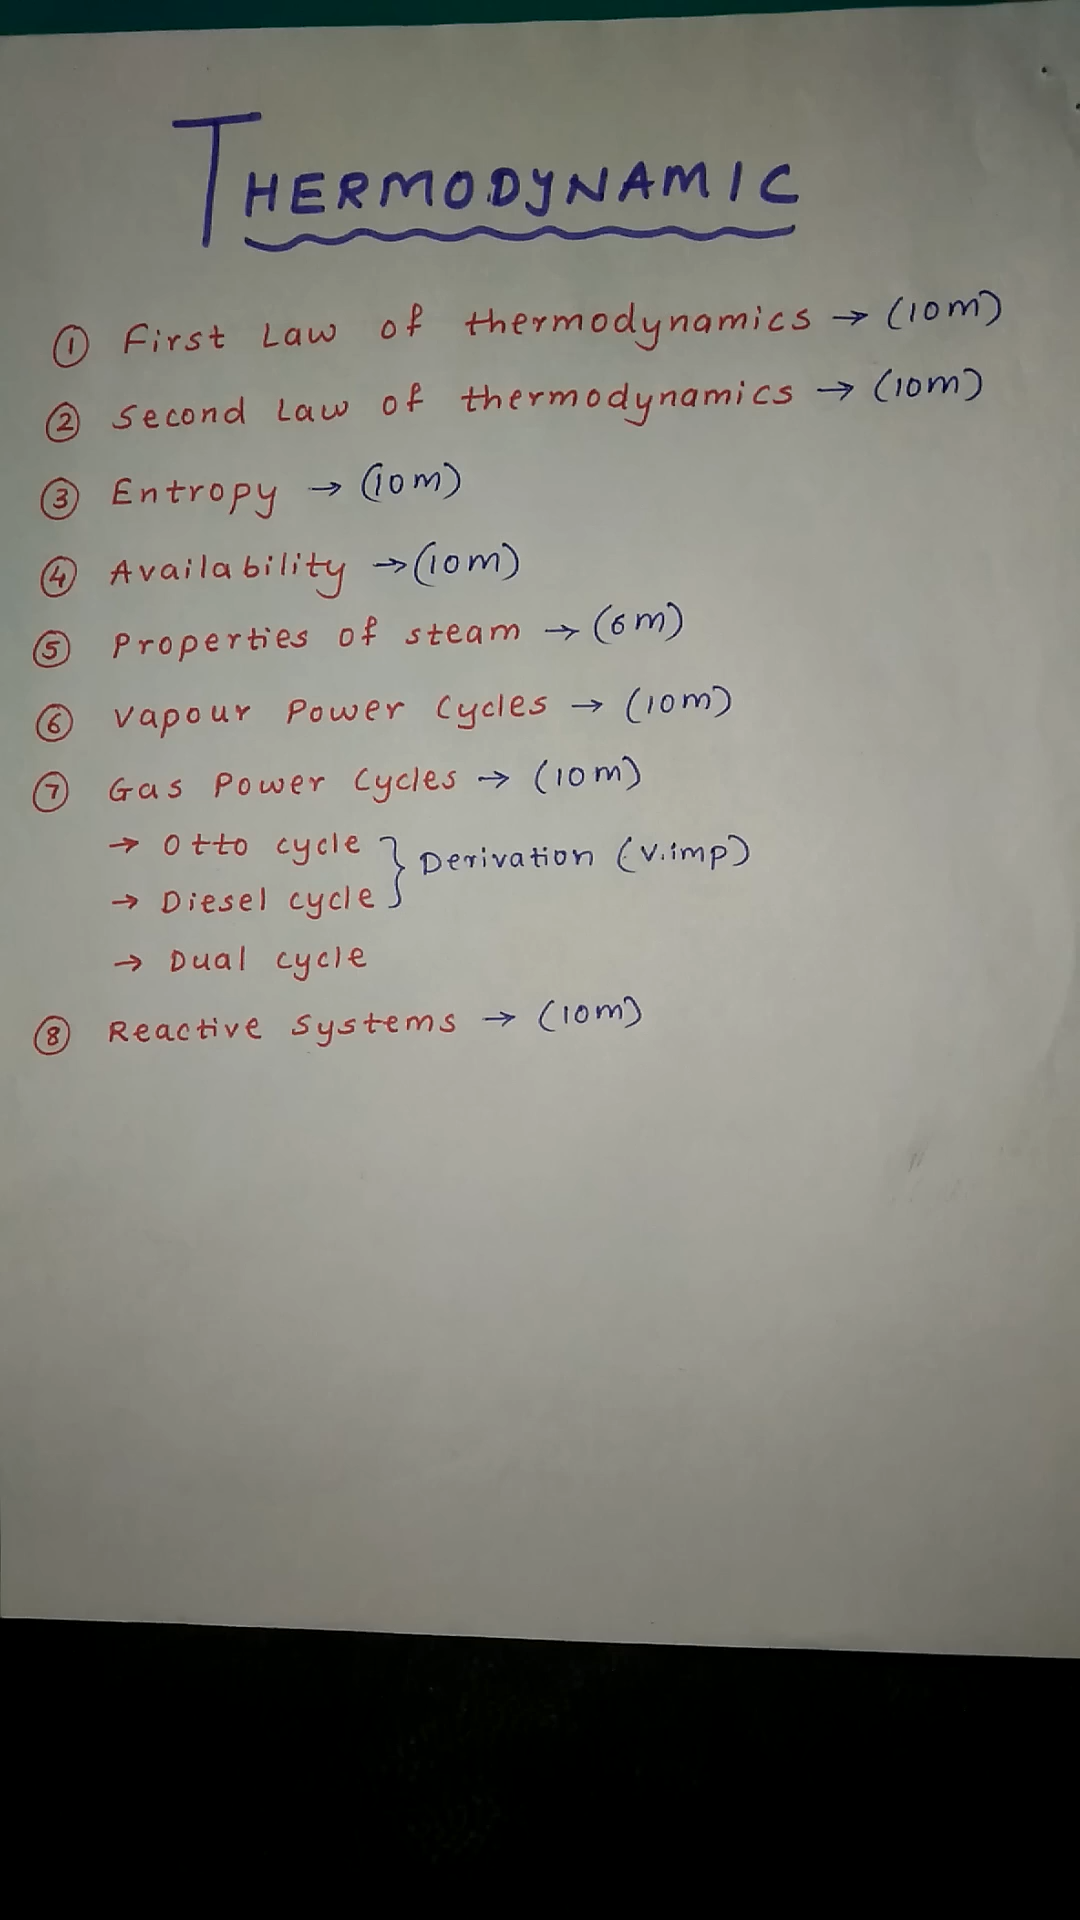 THERMODYNAMIC
① First Law of thermodynamics → (10m)
② Second Law of thermodynamics → (10m)
③ Entropy → (10m)
④ Availability → (10m)
⑤ Properties of steam → (6m)
⑥ Vapour Power Cycles → (10m)
⑦ Gas Power Cycles → (10m)
→ Otto cycle
→ Diesel cycle } Derivation (v.imp)
→ Dual cycle
⑧ Reactive Systems → (10m)